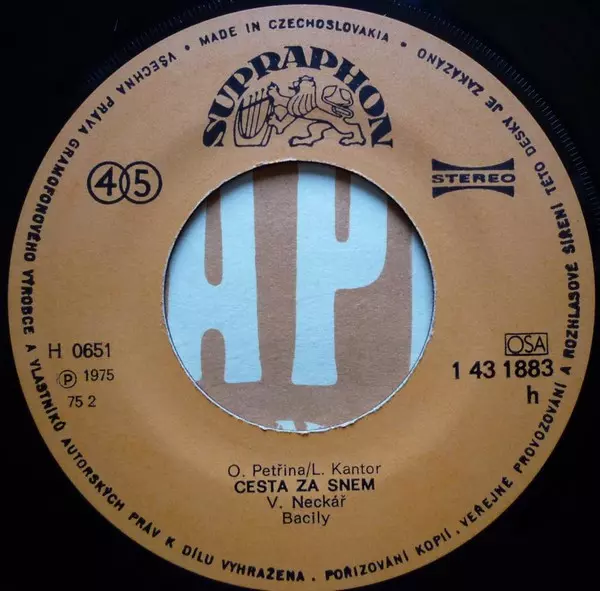 VŠECHNA PRÁVA GRAMOFONOVÉHO VÝROBCE A VLASTNÍKŮ AUTORSKÝCH PRÁV K DÍLU VYHRAŽENA. POŘIZOVÁNÍ KOPIÍ, VEŘEJNÉ PROVOZOVÁNÍ A ROZHLASOVÉ ŠÍŘENÍ TÉTO DESKY JE ZAKÁZÁNO
• MADE IN CZECHOSLOVAKIA •
SUPRAPHON
45
STEREO
H 0651
Ⓟ 1975
75 2
OSA
1 43 1883
h
O. Petřina/L. Kantor
CESTA ZA SNEM
V. Neckář
Bacily